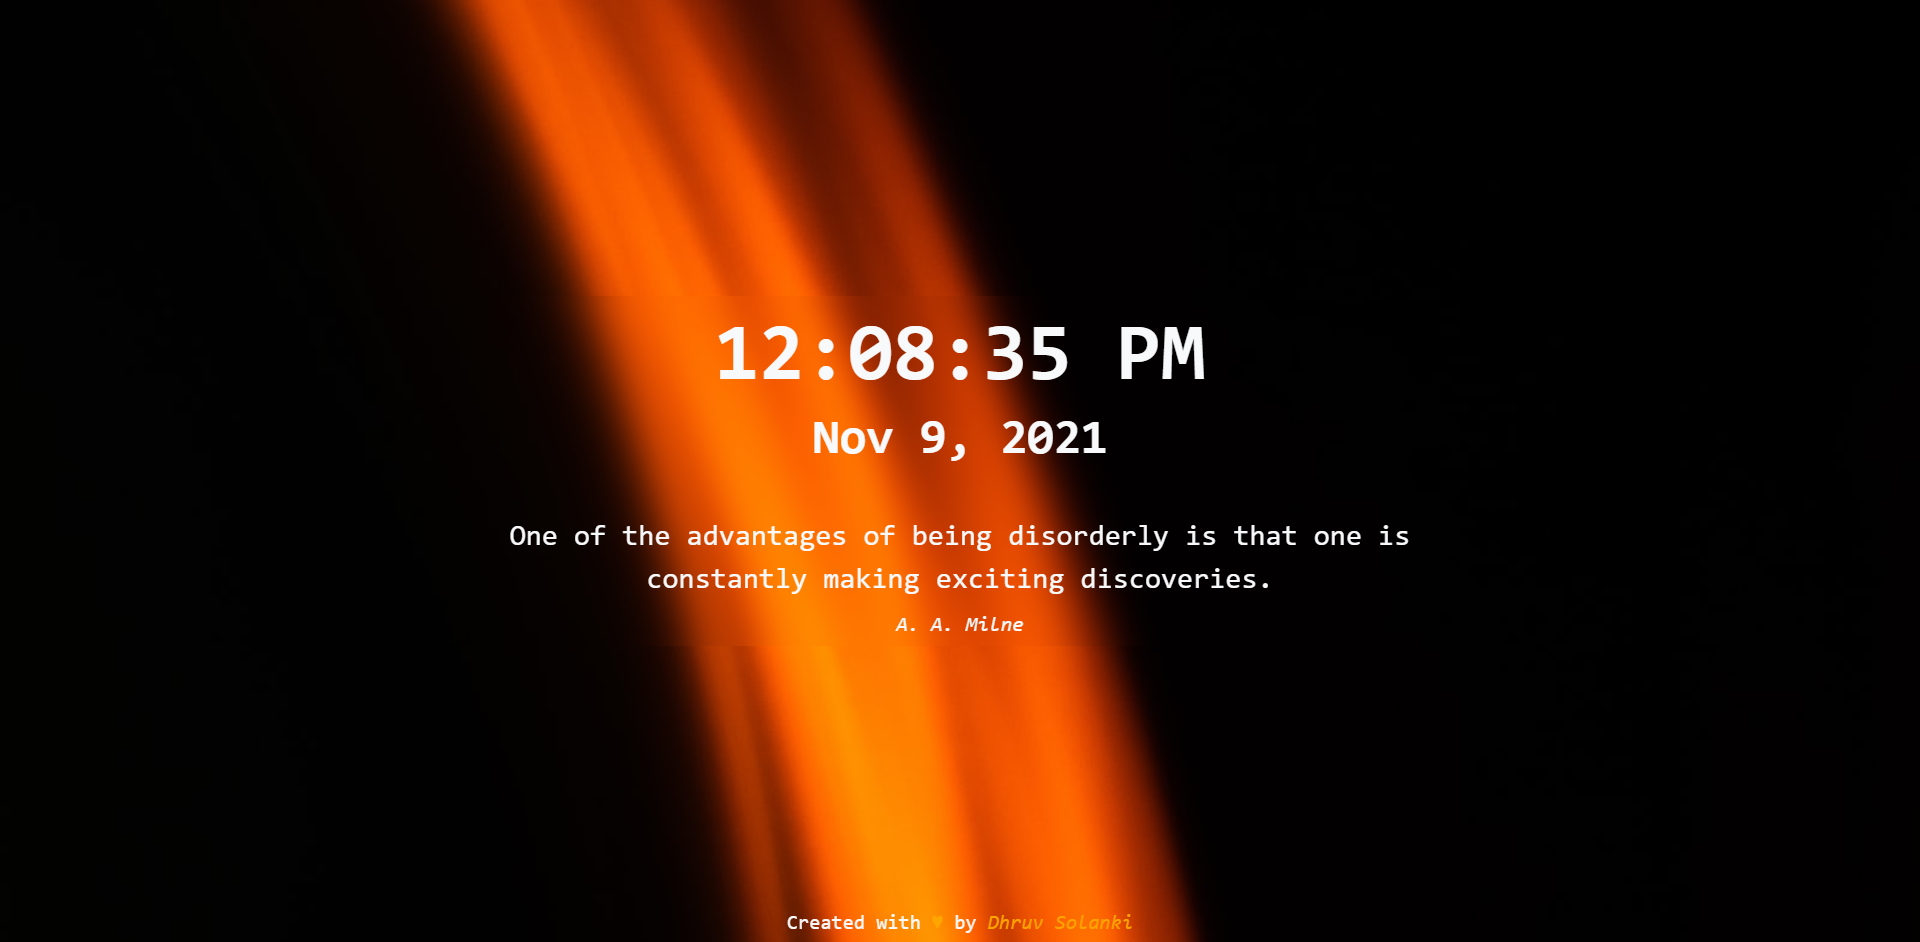 12:08:35 PM
Nov 9, 2021
One of the advantages of being disorderly is that one is
constantly making exciting discoveries.
A. A. Milne
Created with ♥ by Dhruv Solanki